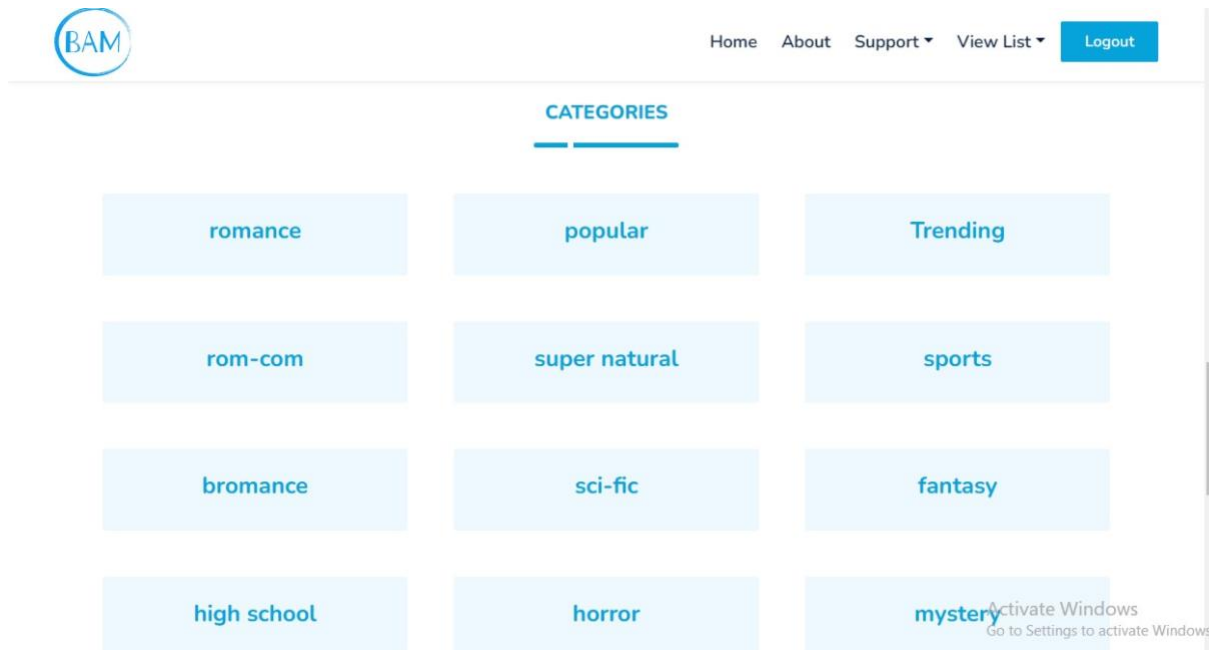 BAM
Home About Support View List Logout
CATEGORIES
romance popular Trending
rom-com super natural sports
bromance sci-fic fantasy
high school horror mystery
Activate Windows
Go to Settings to activate Windows